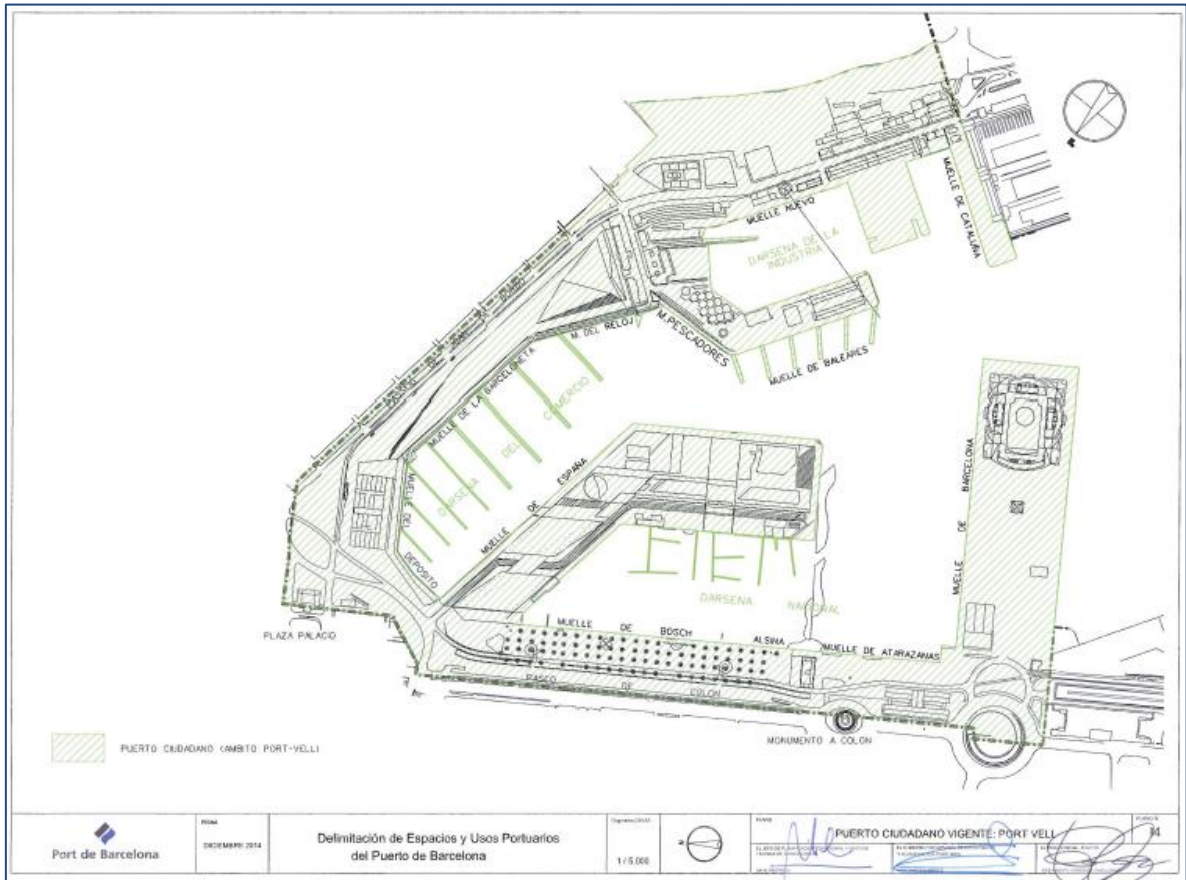 MUELLE NUEVO
MUELLE DE CATALUÑA
DARSENA DE LA
INDUSTRIA
M. DEL RELOJ
M. PESCADORES
MUELLE DE BALEARES
MUELLE DE LA BARCELONETA
DARSENA DEL COMERCIO
MUELLE DE ESPAÑA
MUELLE DEL DEPOSITO
MUELLE DE BARCELONA
DARSENA NACIONAL
PLAZA PALACIO
MUELLE DE BOSCH I ALSINA
MUELLE DE ATARAZANAS
PASEO DE COLON
MONUMENTO A COLON
PUERTO CIUDADANO (AMBITO PORT-VELL)
Port de Barcelona
DICIEMBRE 2014
Delimitación de Espacios y Usos Portuarios
del Puerto de Barcelona
1 / 5.000
PUERTO CIUDADANO VIGENTE: PORT VELL